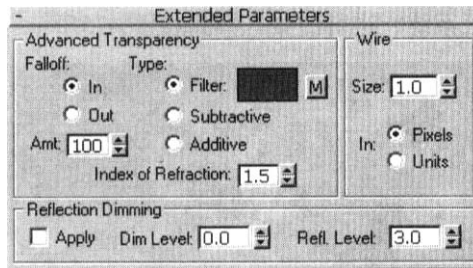 - Extended Parameters
Advanced Transparency
Falloff: Type:
In Filter: M
Out Subtractive
Amt: 100 Additive
Index of Refraction: 1.5
Wire
Size: 1.0
In: Pixels
Units
Reflection Dimming
Apply Dim Level: 0.0 Refl. Level: 3.0